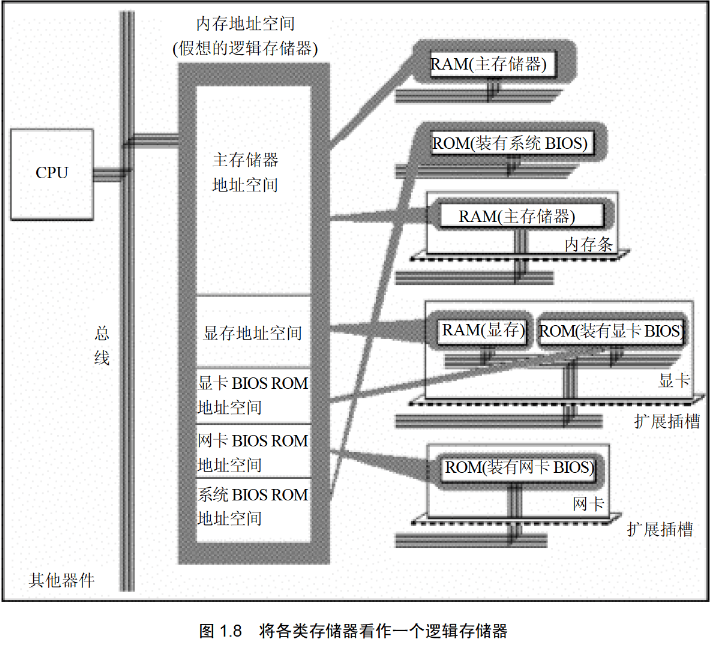 内存地址空间
(假想的逻辑存储器)
CPU
总
线
其他器件
主存储器
地址空间
显存地址空间
显卡 BIOS ROM
地址空间
网卡 BIOS ROM
地址空间
系统 BIOS ROM
地址空间
RAM(主存储器)
ROM(装有系统 BIOS)
RAM(主存储器)
内存条
RAM(显存)
ROM(装有显卡 BIOS)
显卡
扩展插槽
ROM(装有网卡 BIOS)
网卡
扩展插槽
图 1.8 将各类存储器看作一个逻辑存储器